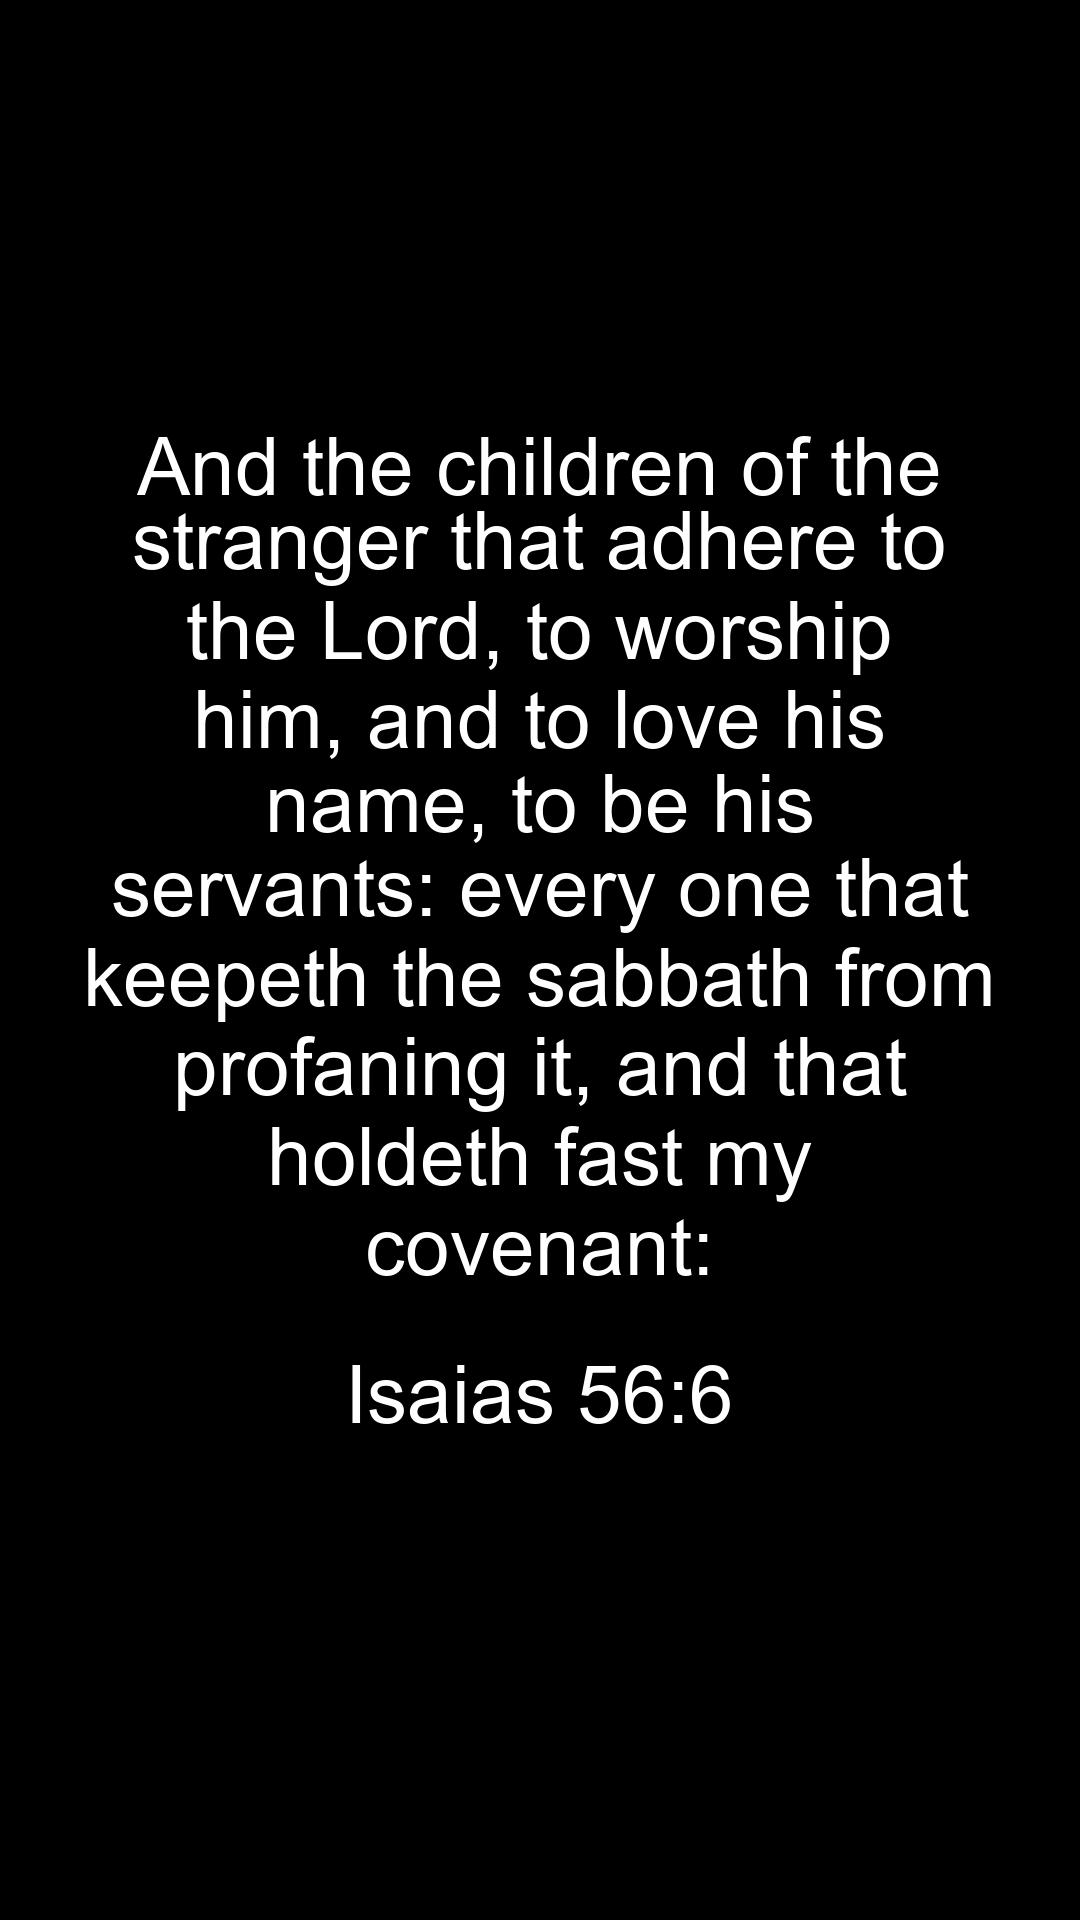 And the children of the
stranger that adhere to
the Lord, to worship
him, and to love his
name, to be his
servants: every one that
keepeth the sabbath from
profaning it, and that
holdeth fast my
covenant:
Isaias 56:6